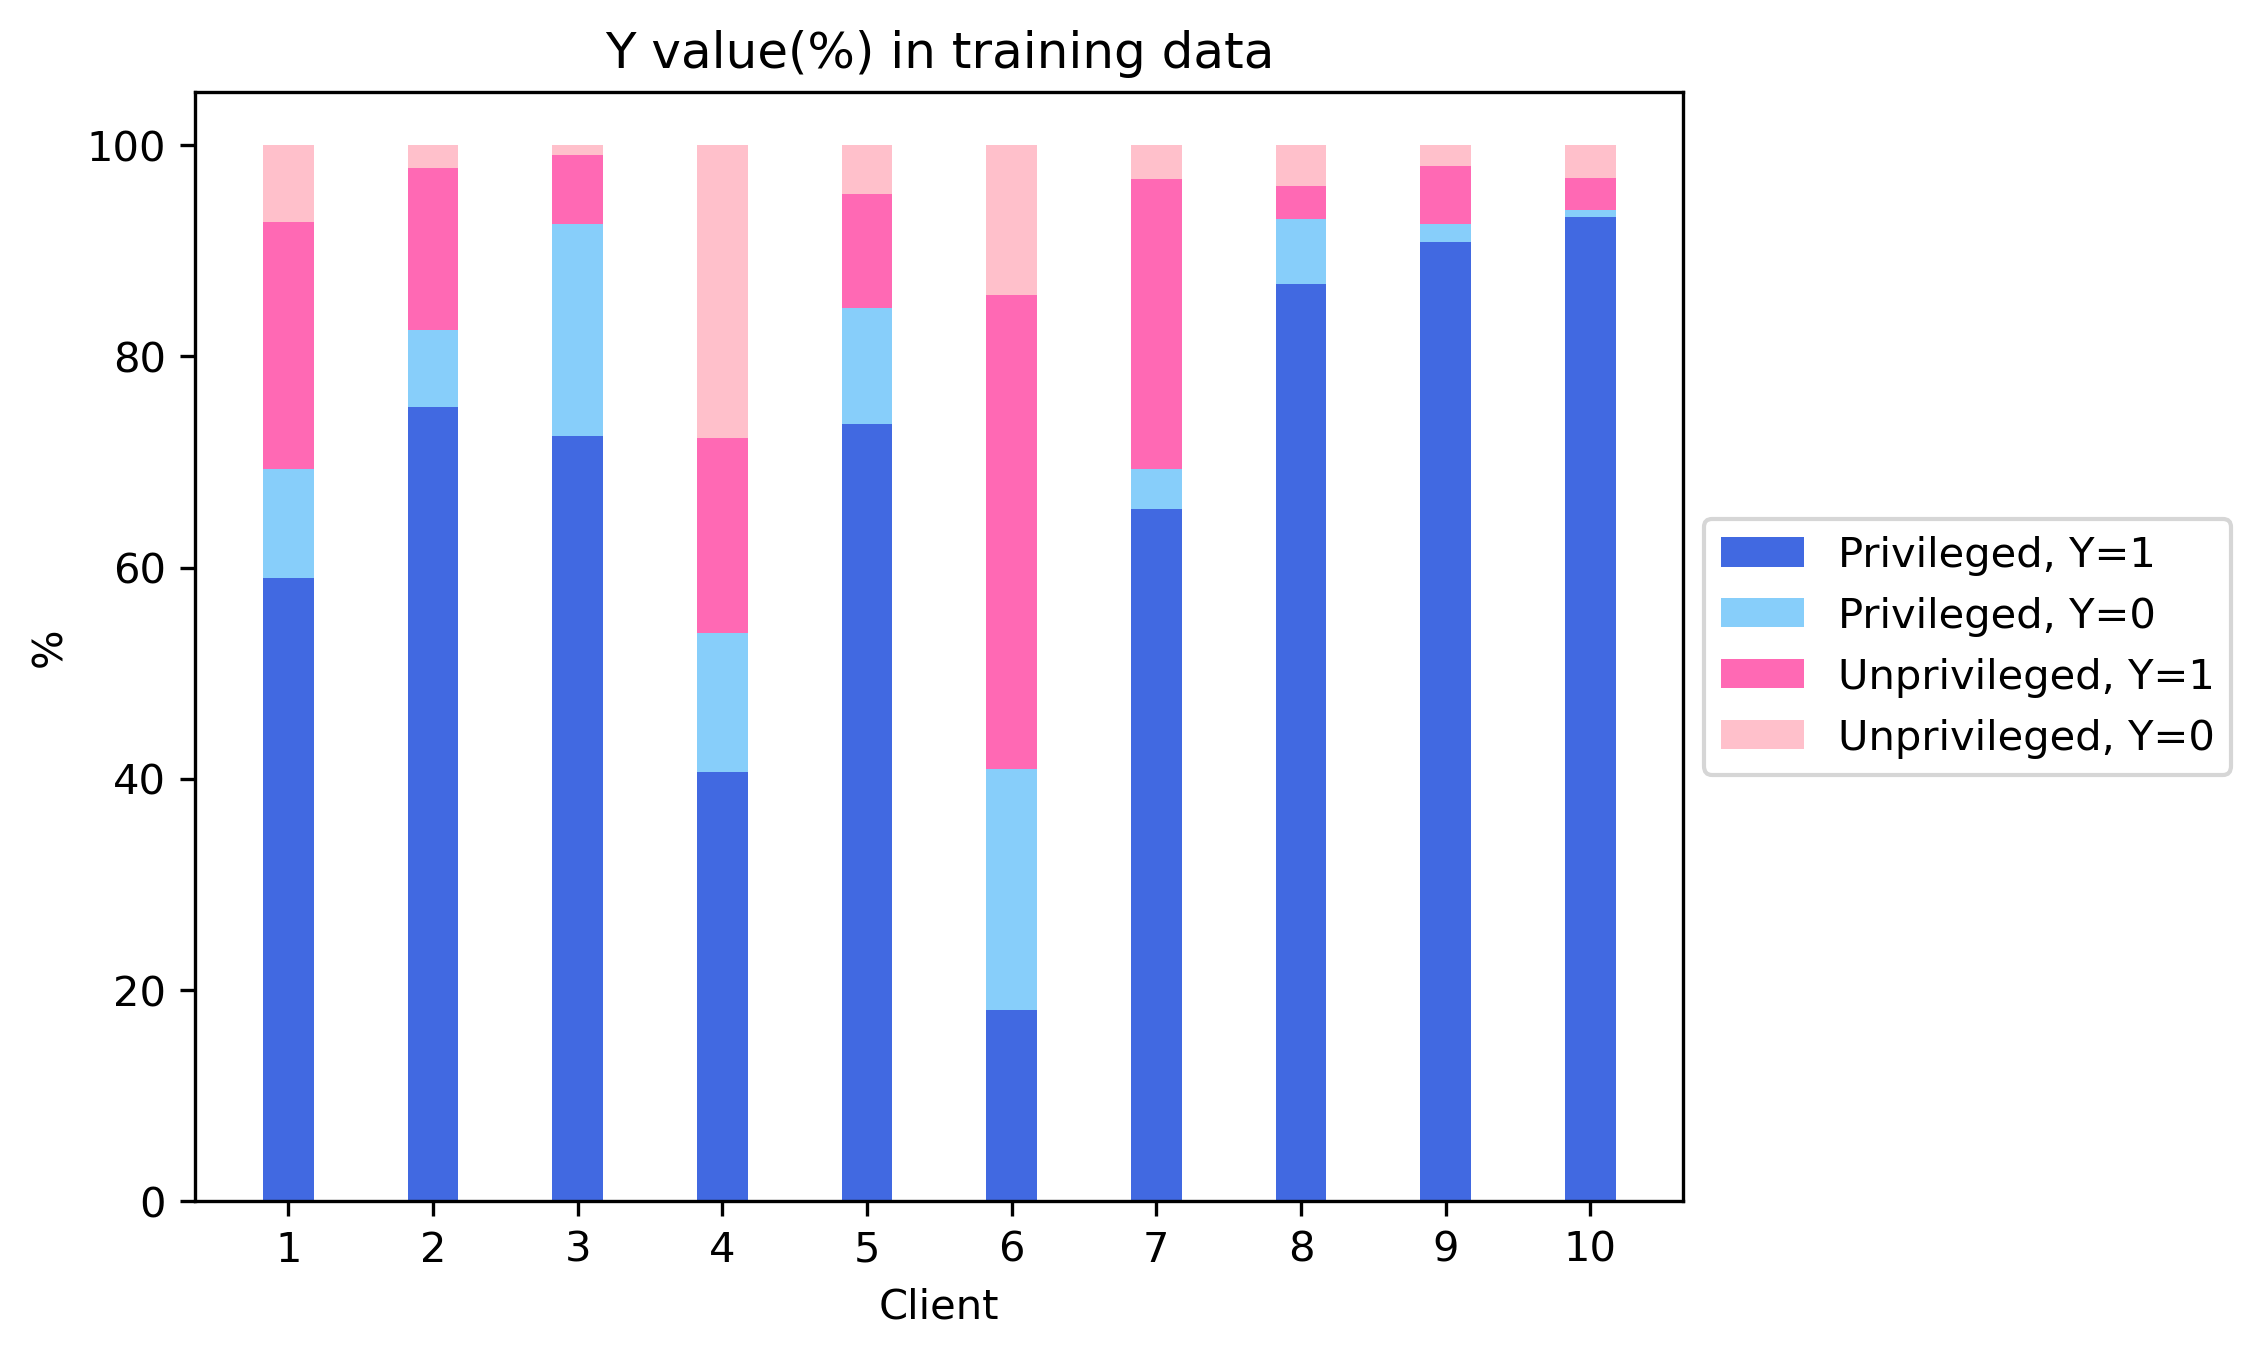 Y value(%) in training data
100
80
60
40
20
0
%
1 2 3 4 5 6 7 8 9 10
Client
Privileged, Y=1
Privileged, Y=0
Unprivileged, Y=1
Unprivileged, Y=0